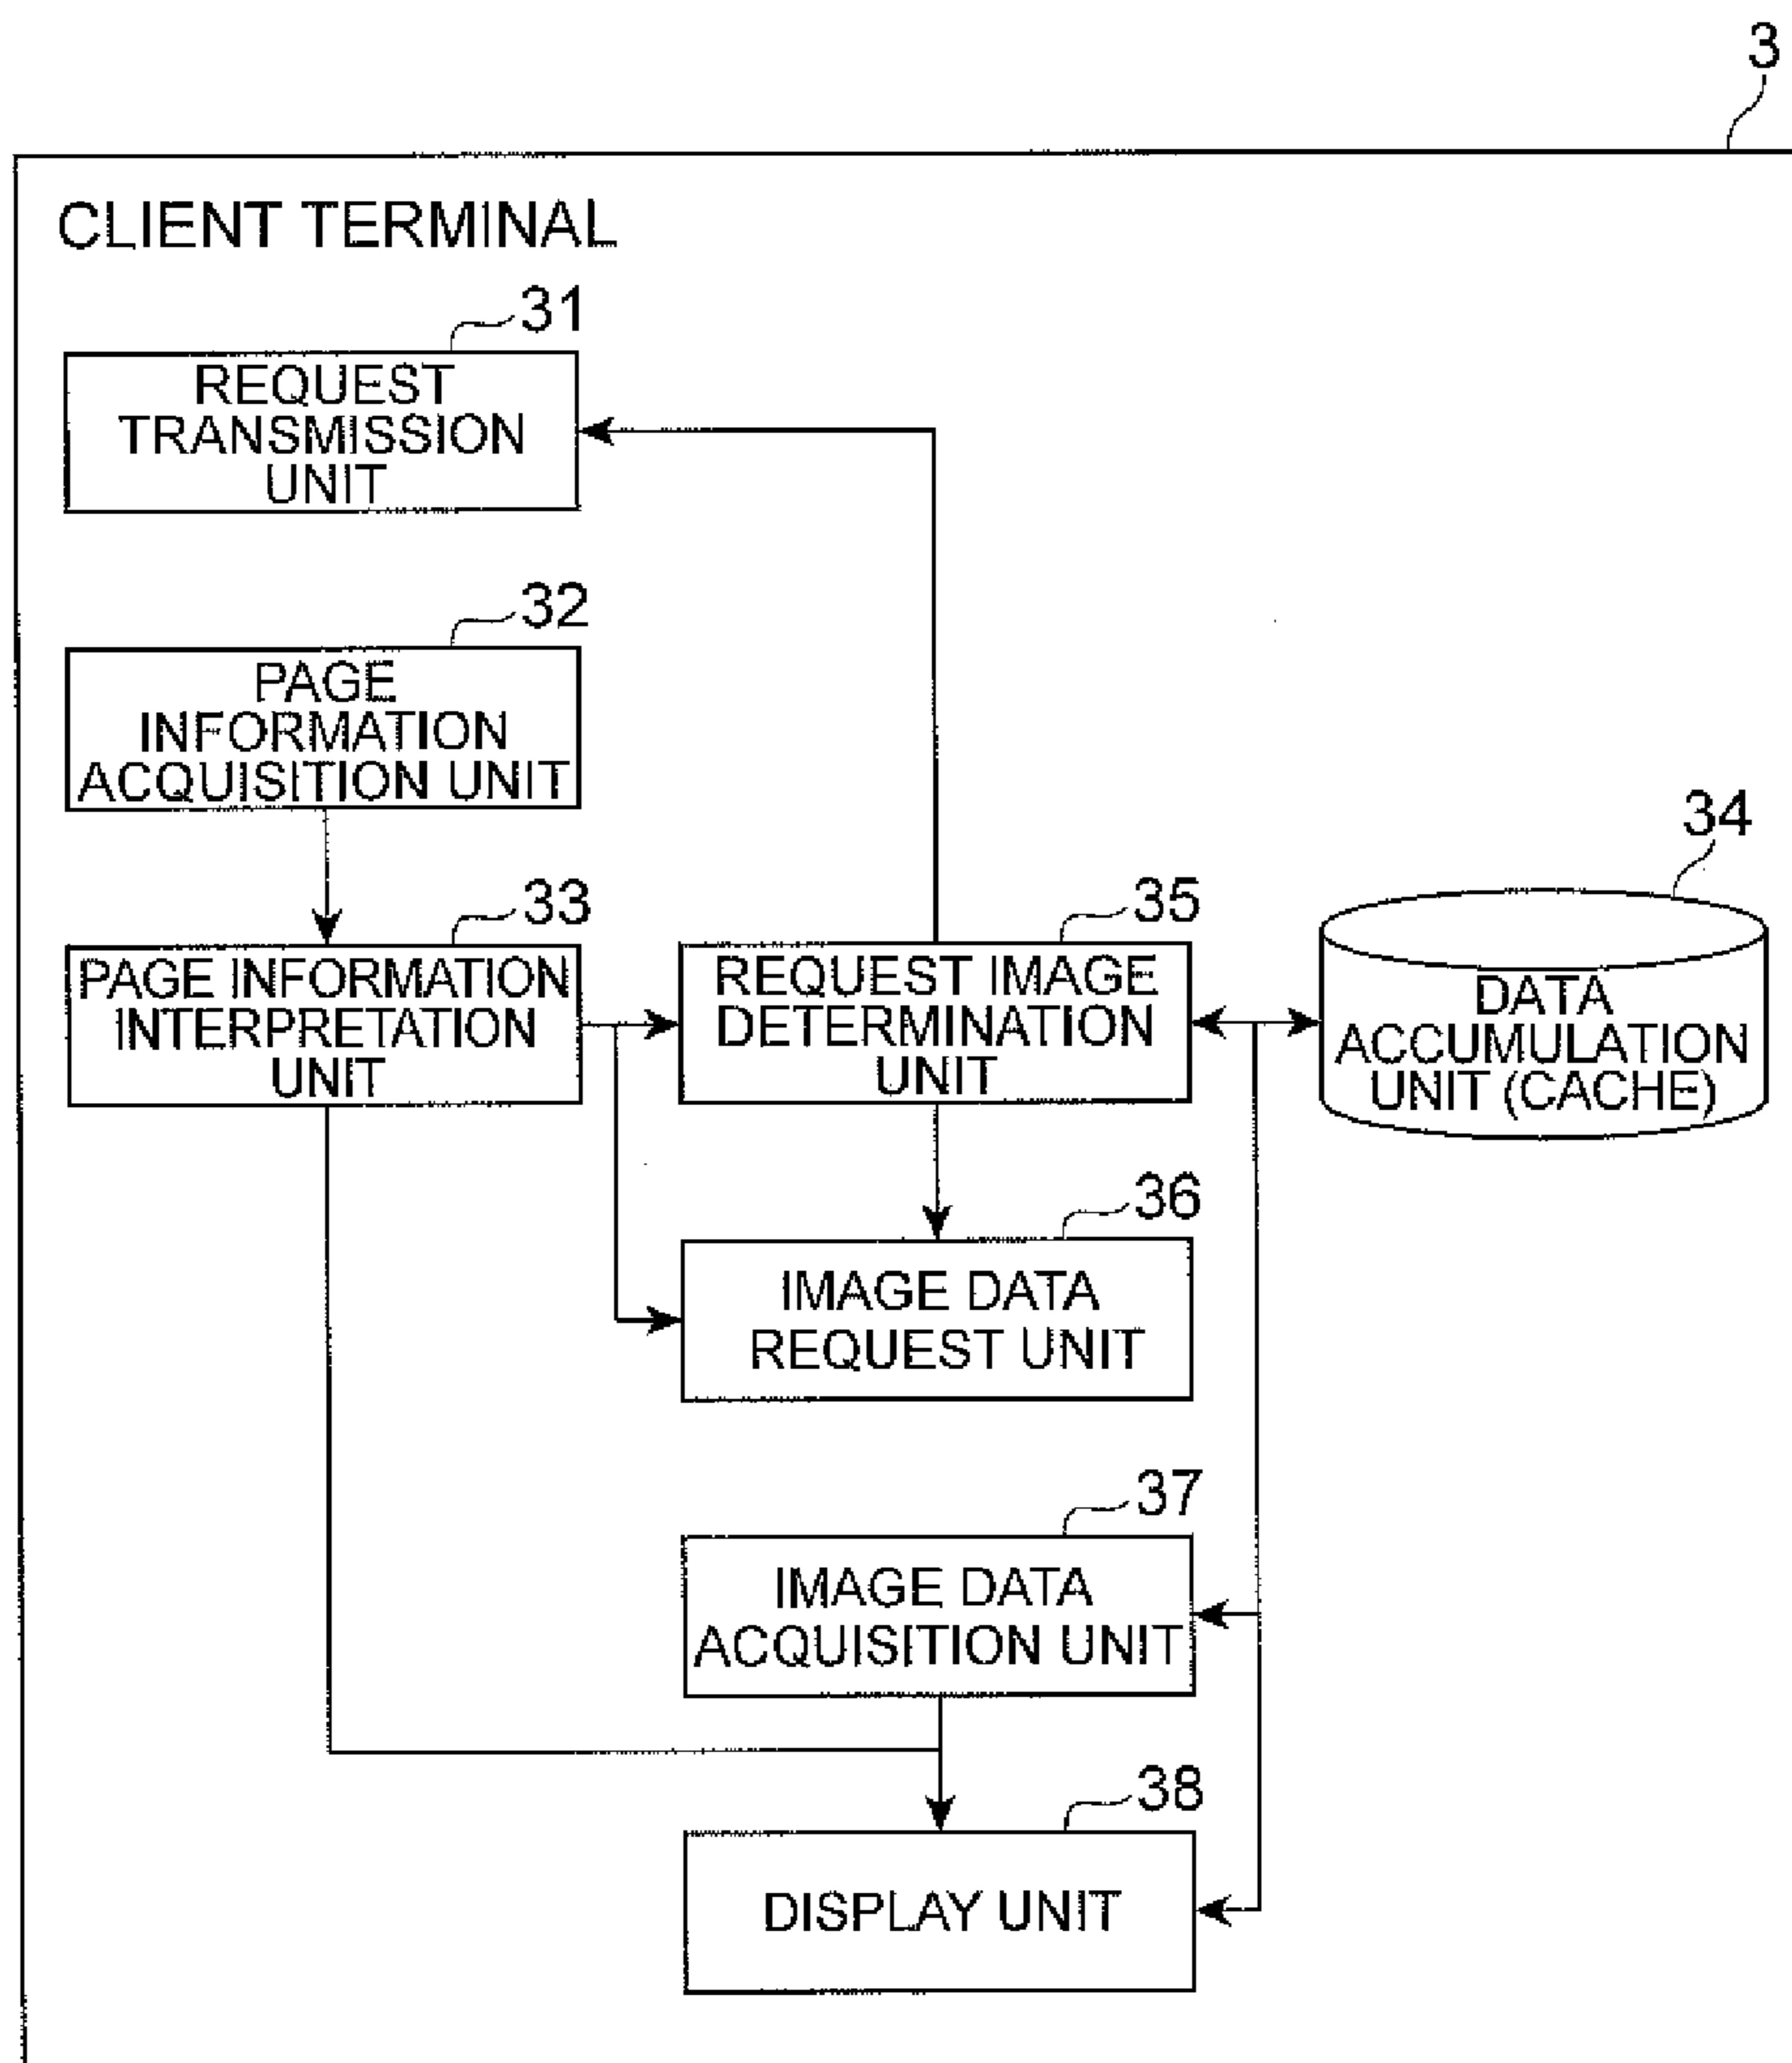 3
CLIENT TERMINAL
31
REQUEST
TRANSMISSION
UNIT
32
PAGE
INFORMATION
ACQUISITION UNIT
33
PAGE INFORMATION
INTERPRETATION
UNIT
35
REQUEST IMAGE
DETERMINATION
UNIT
34
DATA
ACCUMULATION
UNIT (CACHE)
36
IMAGE DATA
REQUEST UNIT
37
IMAGE DATA
ACQUISITION UNIT
38
DISPLAY UNIT